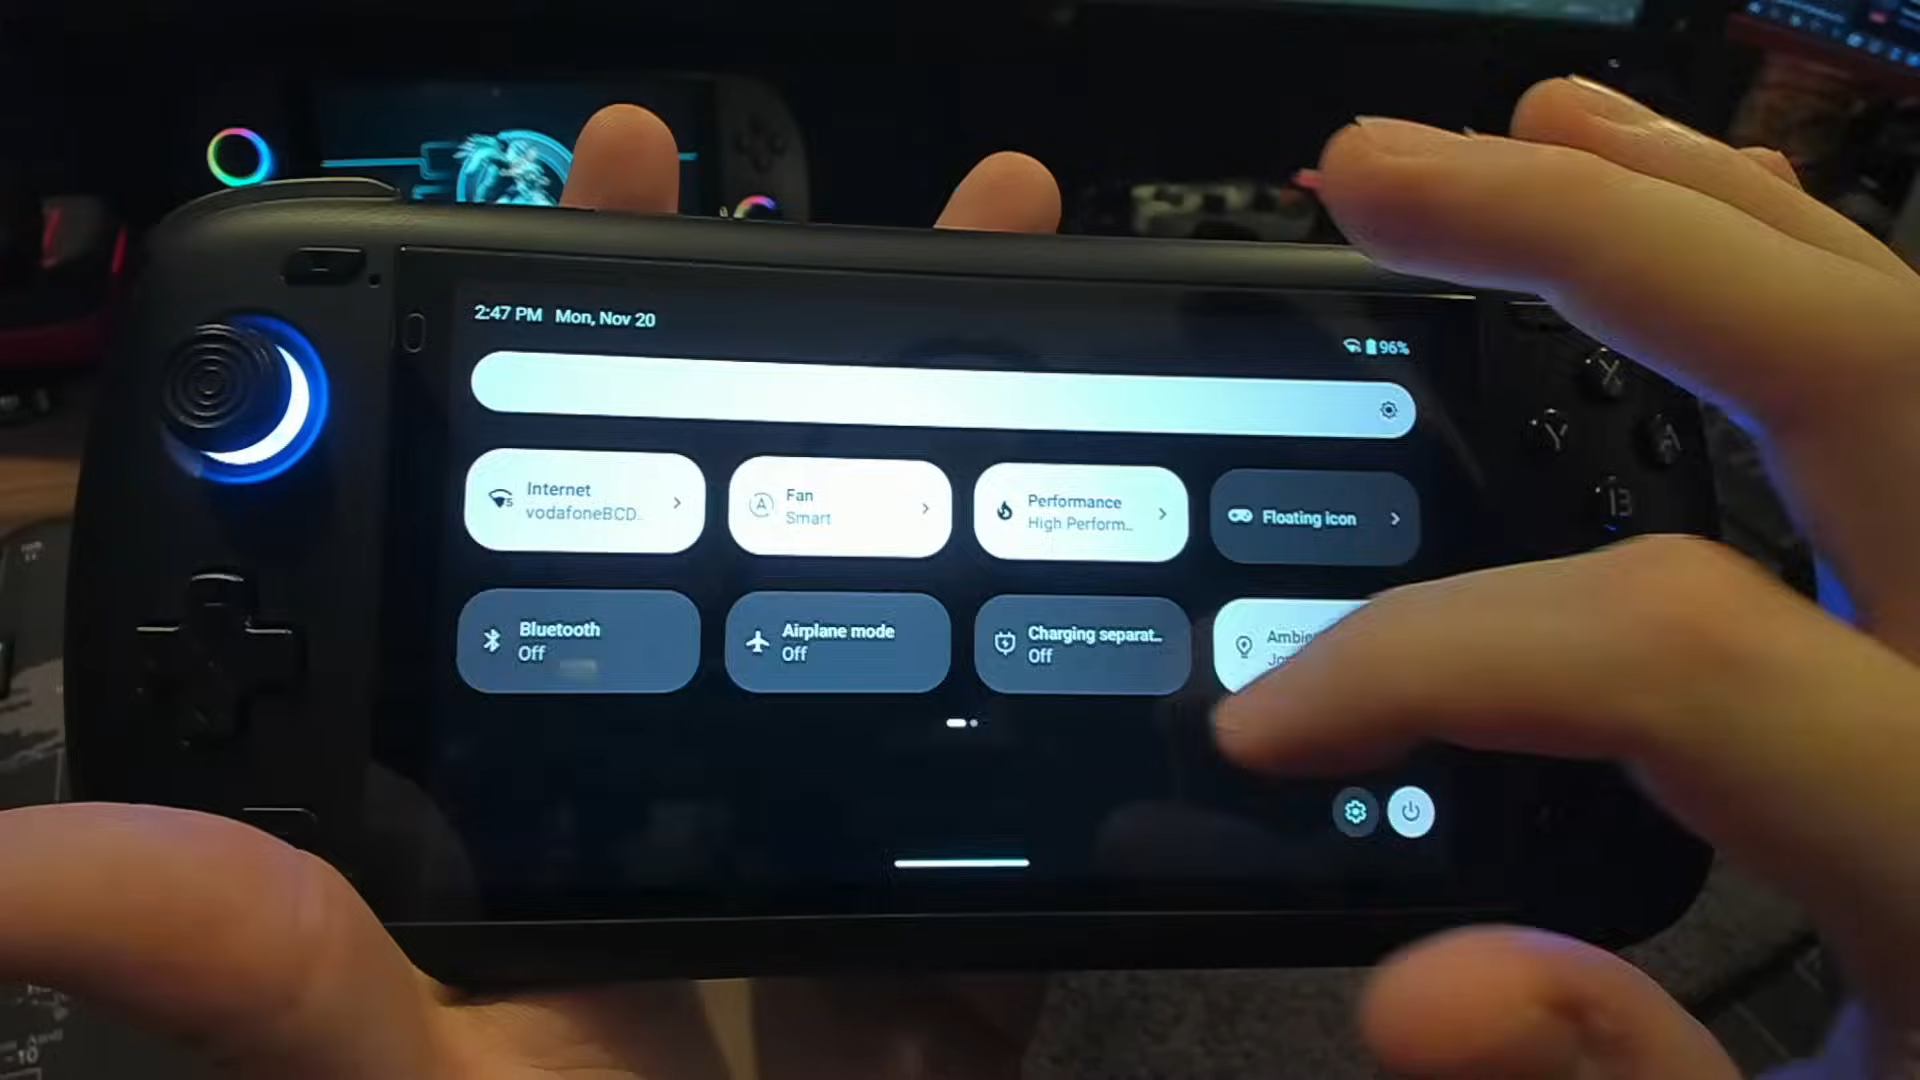 2:47 PM Mon, Nov 20
96%
Internet
vodafoneBCD..
Fan
Smart
Performance
High Perform..
Floating icon
Bluetooth
Off
Airplane mode
Off
Charging separat..
Off
X
Y
A
B
-10